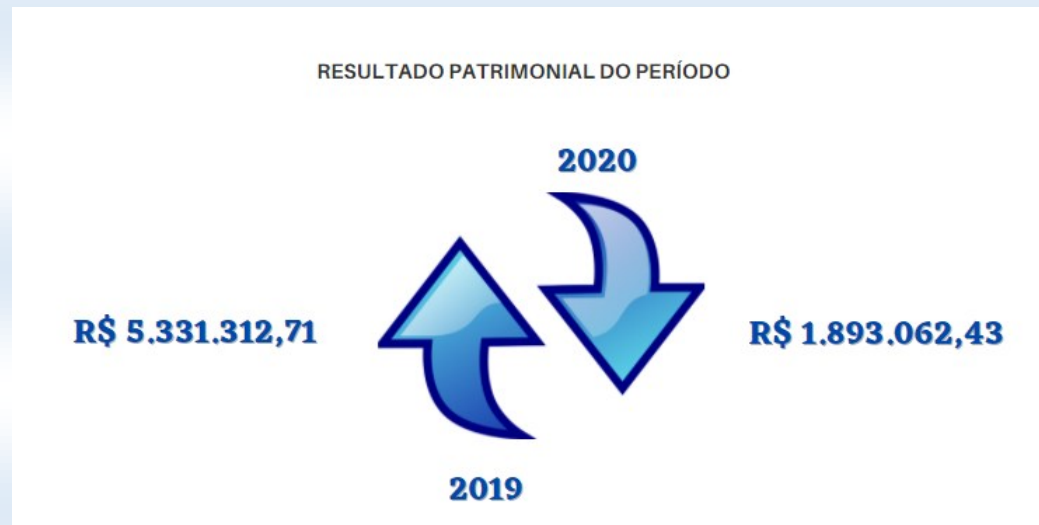 RESULTADO PATRIMONIAL DO PERÍODO
2020
R$ 5.331.312,71
R$ 1.893.062,43
2019